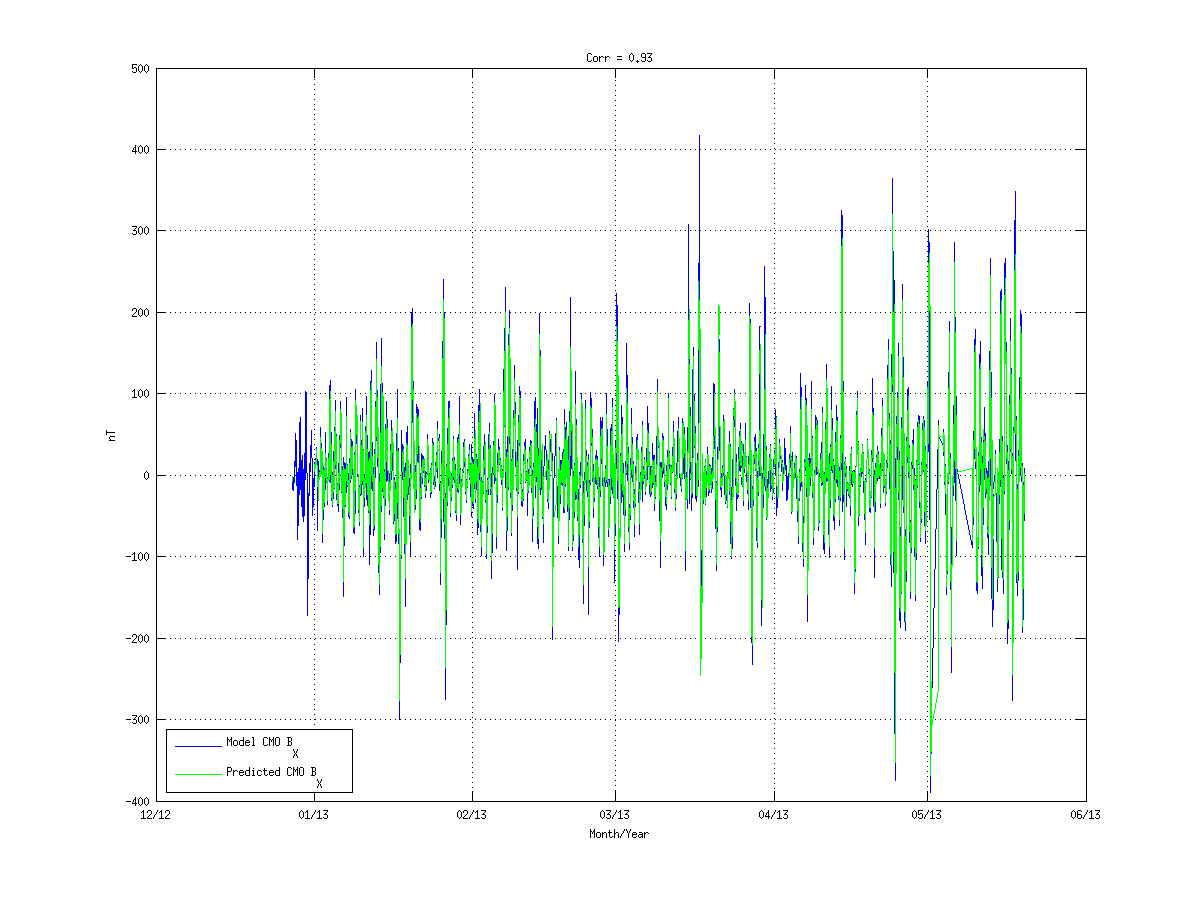 Corr = 0.93
500
400
300
200
100
0
-100
-200
-300
-400
nT
Model CMO B
X
Predicted CMO B
X
12/12 01/13 02/13 03/13 04/13 05/13 06/13
Month/Year